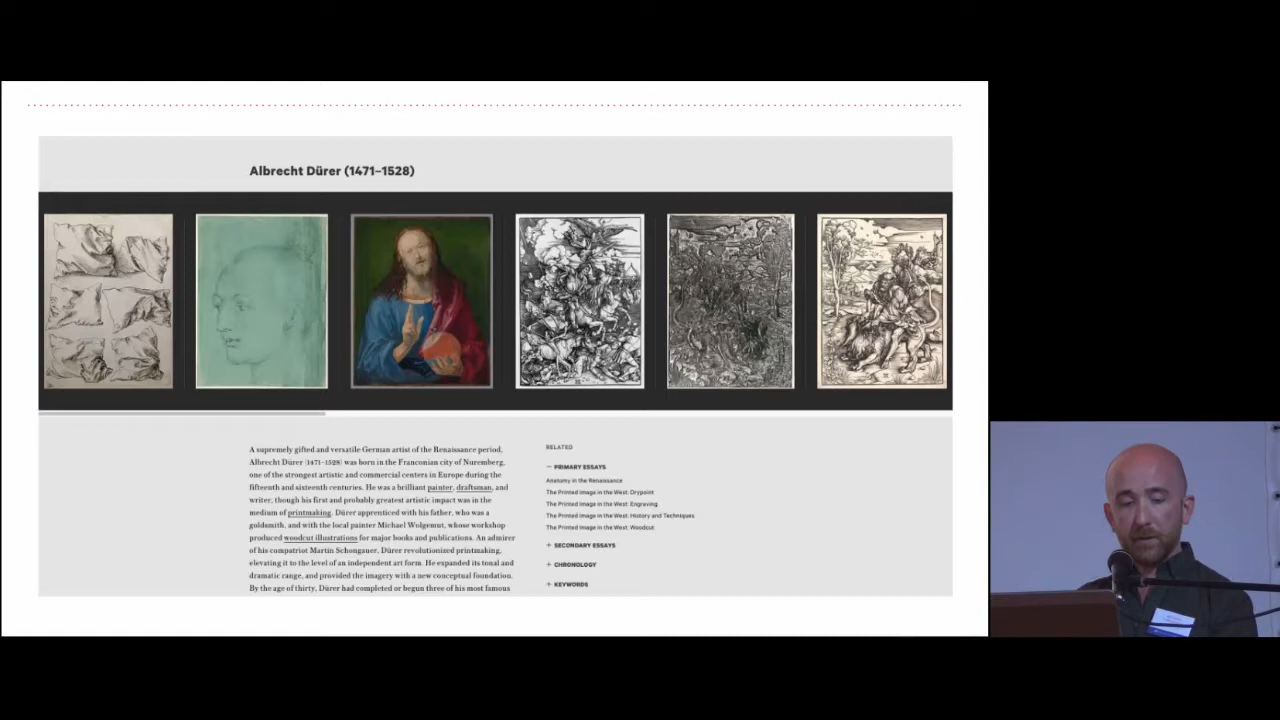 Albrecht Dürer (1471–1528)
A supremely gifted and versatile German artist of the Renaissance period,
Albrecht Dürer (1471–1528) was born in the Franconian city of Nuremberg,
one of the strongest artistic and commercial centers in Europe during the
fifteenth and sixteenth centuries. He was a brilliant painter, draftsman, and
writer, though his first and probably greatest artistic impact was in the
medium of printmaking. Dürer apprenticed with his father, who was a
goldsmith, and with the local painter Michael Wolgemut, whose workshop
produced woodcut illustrations for major books and publications. An admirer
of his compatriot Martin Schongauer, Dürer revolutionized printmaking,
elevating it to the level of an independent art form. He expanded its tonal and
dramatic range, and provided the imagery with a new conceptual foundation.
By the age of thirty, Dürer had completed or begun three of his most famous
RELATED
— PRIMARY ESSAYS
Anatomy in the Renaissance
The Printed Image in the West: Drypoint
The Printed Image in the West: Engraving
The Printed Image in the West: History and Techniques
The Printed Image in the West: Woodcut
+ SECONDARY ESSAYS
+ CHRONOLOGY
+ KEYWORDS